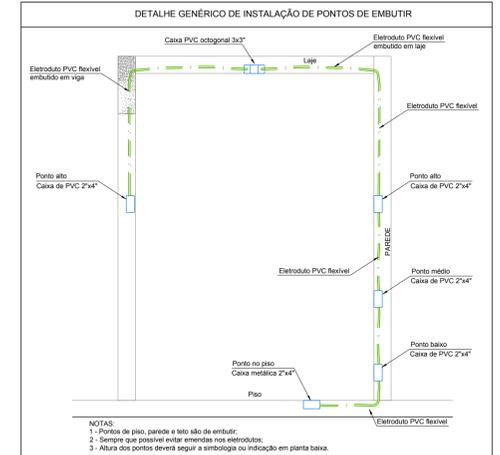 DETALHE GENÉRICO DE INSTALAÇÃO DE PONTOS DE EMBUTIR
Caixa PVC octogonal 3x3"
Eletroduto PVC flexível
embutido em laje
Laje
Eletroduto PVC flexível
embutido em viga
Eletroduto PVC flexível
Ponto alto
Caixa de PVC 2"x4"
Ponto alto
Caixa de PVC 2"x4"
PAREDE
Eletroduto PVC flexível
Ponto médio
Caixa de PVC 2"x4"
Ponto baixo
Caixa de PVC 2"x4"
Ponto no piso
Caixa metálica 2"x4"
Piso
Eletroduto PVC flexível
NOTAS:
1 - Pontos de piso, parede e teto são de embutir;
2 - Sempre que possível evitar emendas nos eletrodutos;
3 - Altura dos pontos deverá seguir a simbologia ou indicação em planta baixa.